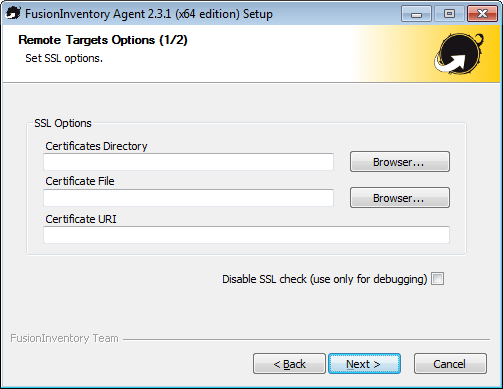 FusionInventory Agent 2.3.1 (x64 edition) Setup
Remote Targets Options (1/2)
Set SSL options.
SSL Options
Certificates Directory
Browser...
Certificate File
Browser...
Certificate URI
Disable SSL check (use only for debugging)
FusionInventory Team
< Back Next > Cancel